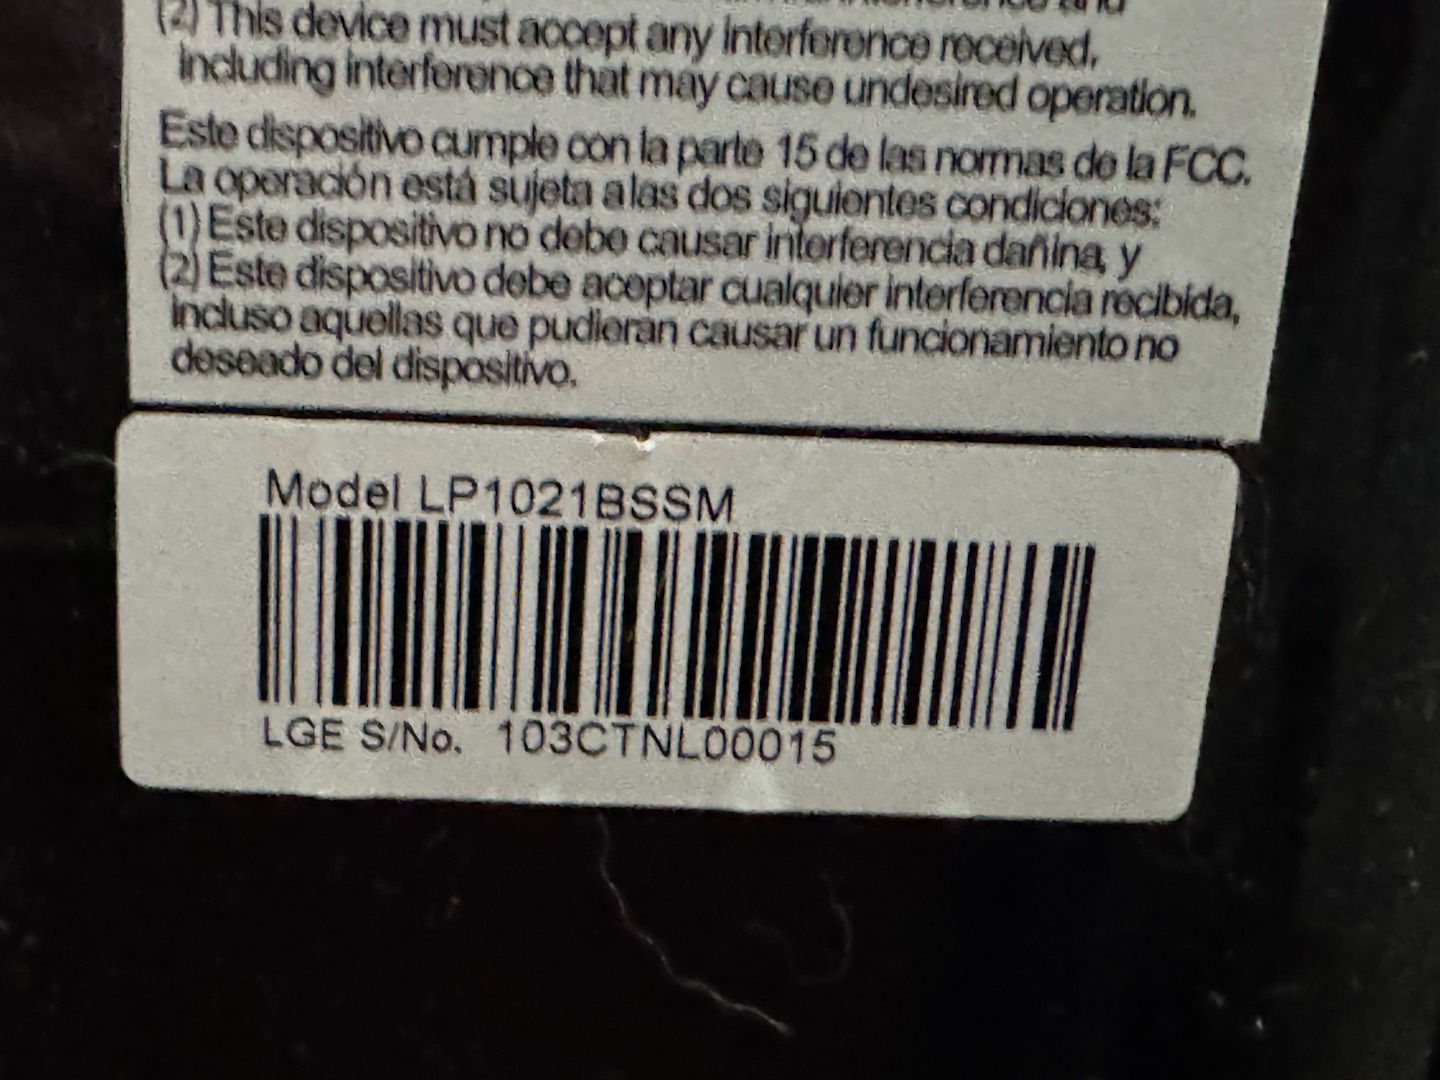 (2) This device must accept any interference received,
including interference that may cause undesired operation.
Este dispositivo cumple con la parte 15 de las normas de la FCC.
La operación está sujeta a las dos siguientes condiciones:
(1) Este dispositivo no debe causar interferencia dañina, y
(2) Este dispositivo debe aceptar cualquier interferencia recibida,
incluso aquellas que pudieran causar un funcionamiento no
deseado del dispositivo.
Model LP1021BSSM
LGE S/No. 103CTNL00015